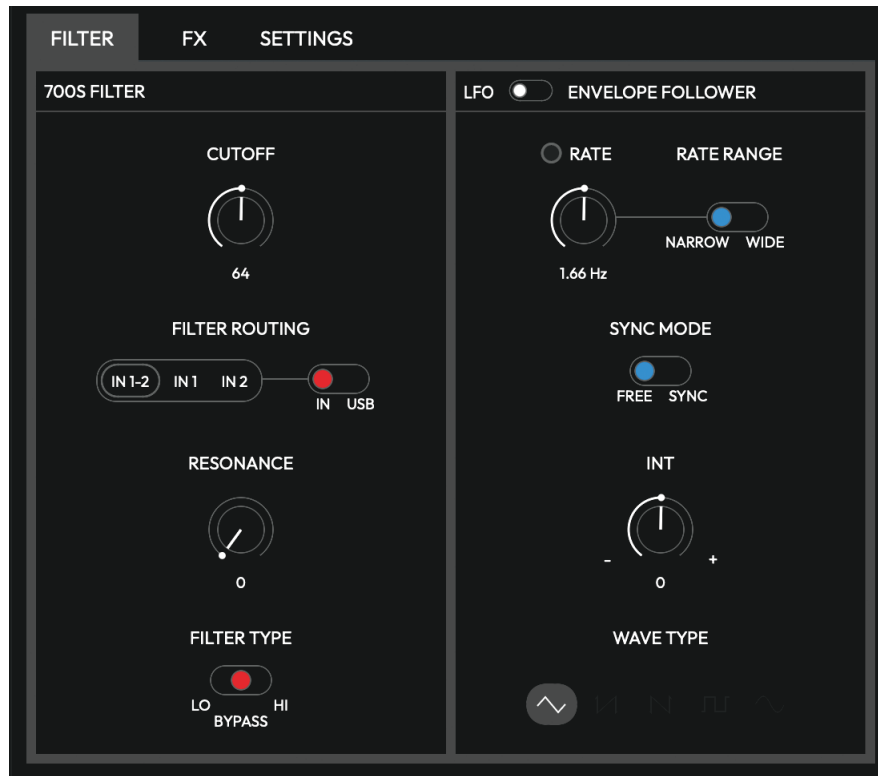 FILTER FX SETTINGS
700S FILTER
CUTOFF
64
FILTER ROUTING
IN 1-2 IN 1 IN 2
IN USB
RESONANCE
0
FILTER TYPE
LO HI
BYPASS
LFO ENVELOPE FOLLOWER
RATE RATE RANGE
NARROW WIDE
1.66 Hz
SYNC MODE
FREE SYNC
INT
- +
0
WAVE TYPE